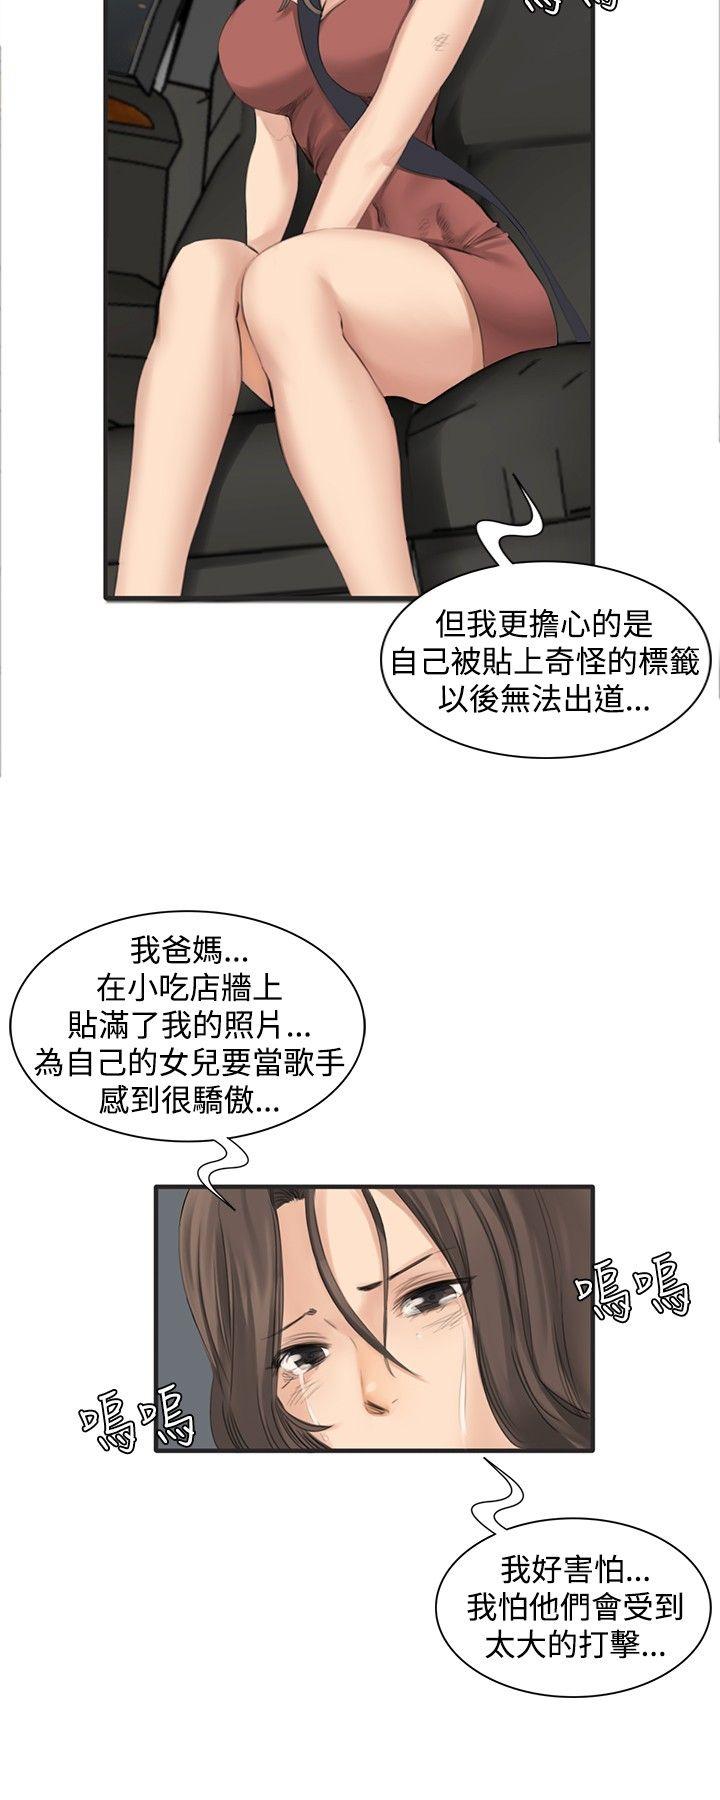 嗚
但我更擔心的是
自己被貼上奇怪的標籤
以後無法出道...
我爸媽...
在小吃店牆上
貼滿了我的照片...
為自己的女兒要當歌手
感到很驕傲...
嗚嗚
嗚嗚
我好害怕...
我怕他們會受到
太大的打擊...